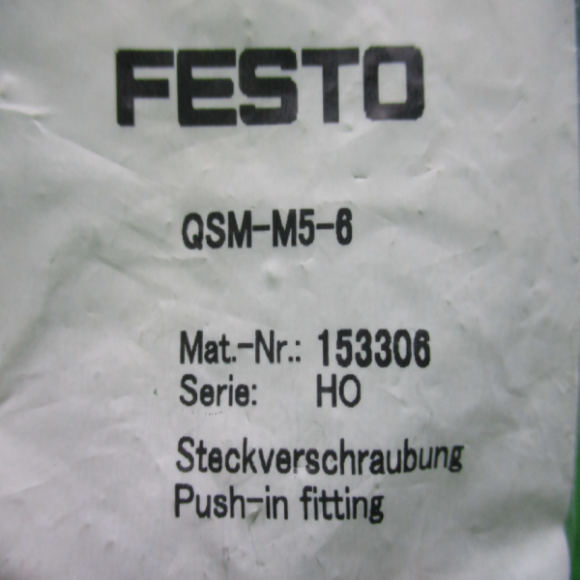 FESTO
QSM-M5-6
Mat.-Nr.: 153306
Serie: HO
Steckverschraubung
Push-in fitting